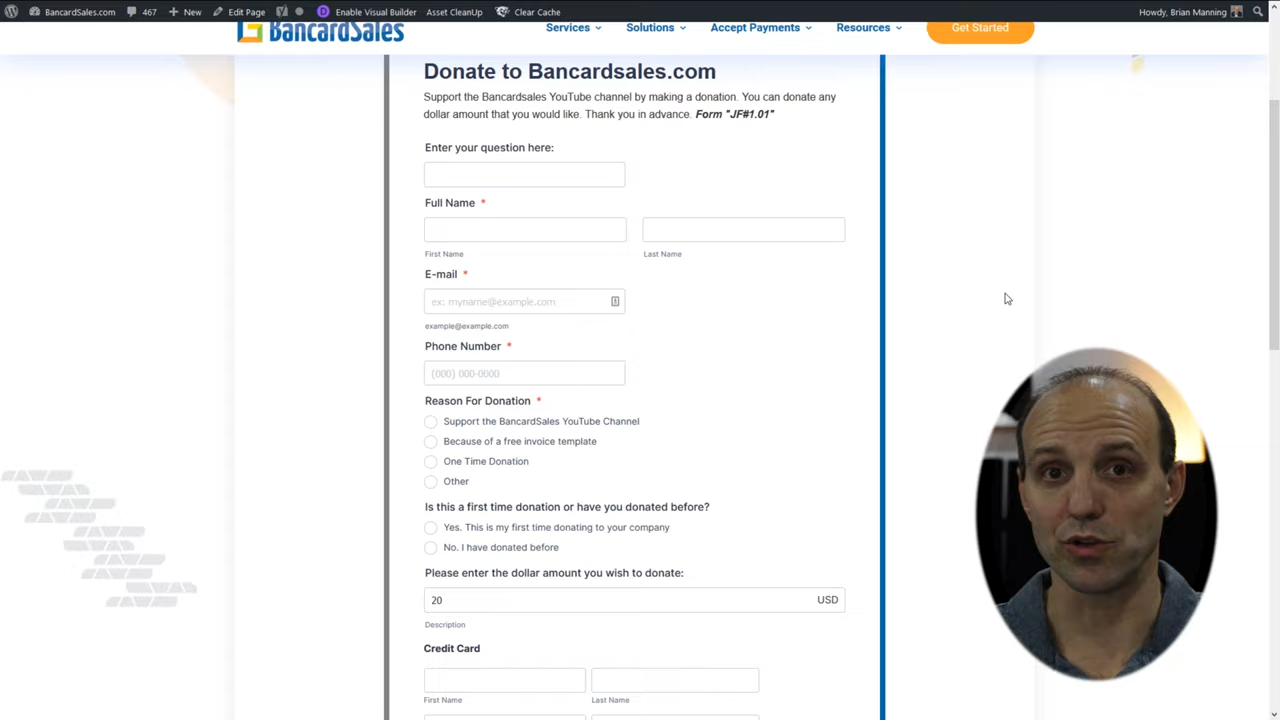 BancardSales.com 467 New Edit Page Enable Visual Builder Asset CleanUp Clear Cache Howdy, Brian Manning
BancardSales Services Solutions Accept Payments Resources Get Started
Donate to Bancardsales.com
Support the Bancardsales YouTube channel by making a donation. You can donate any
dollar amount that you would like. Thank you in advance. Form "JF#1.01"
Enter your question here:
Full Name *
First Name Last Name
E-mail *
ex: myname@example.com
example@example.com
Phone Number *
(000) 000-0000
Reason For Donation *
Support the BancardSales YouTube Channel
Because of a free invoice template
One Time Donation
Other
Is this a first time donation or have you donated before?
Yes. This is my first time donating to your company
No. I have donated before
Please enter the dollar amount you wish to donate:
20 USD
Description
Credit Card
First Name Last Name